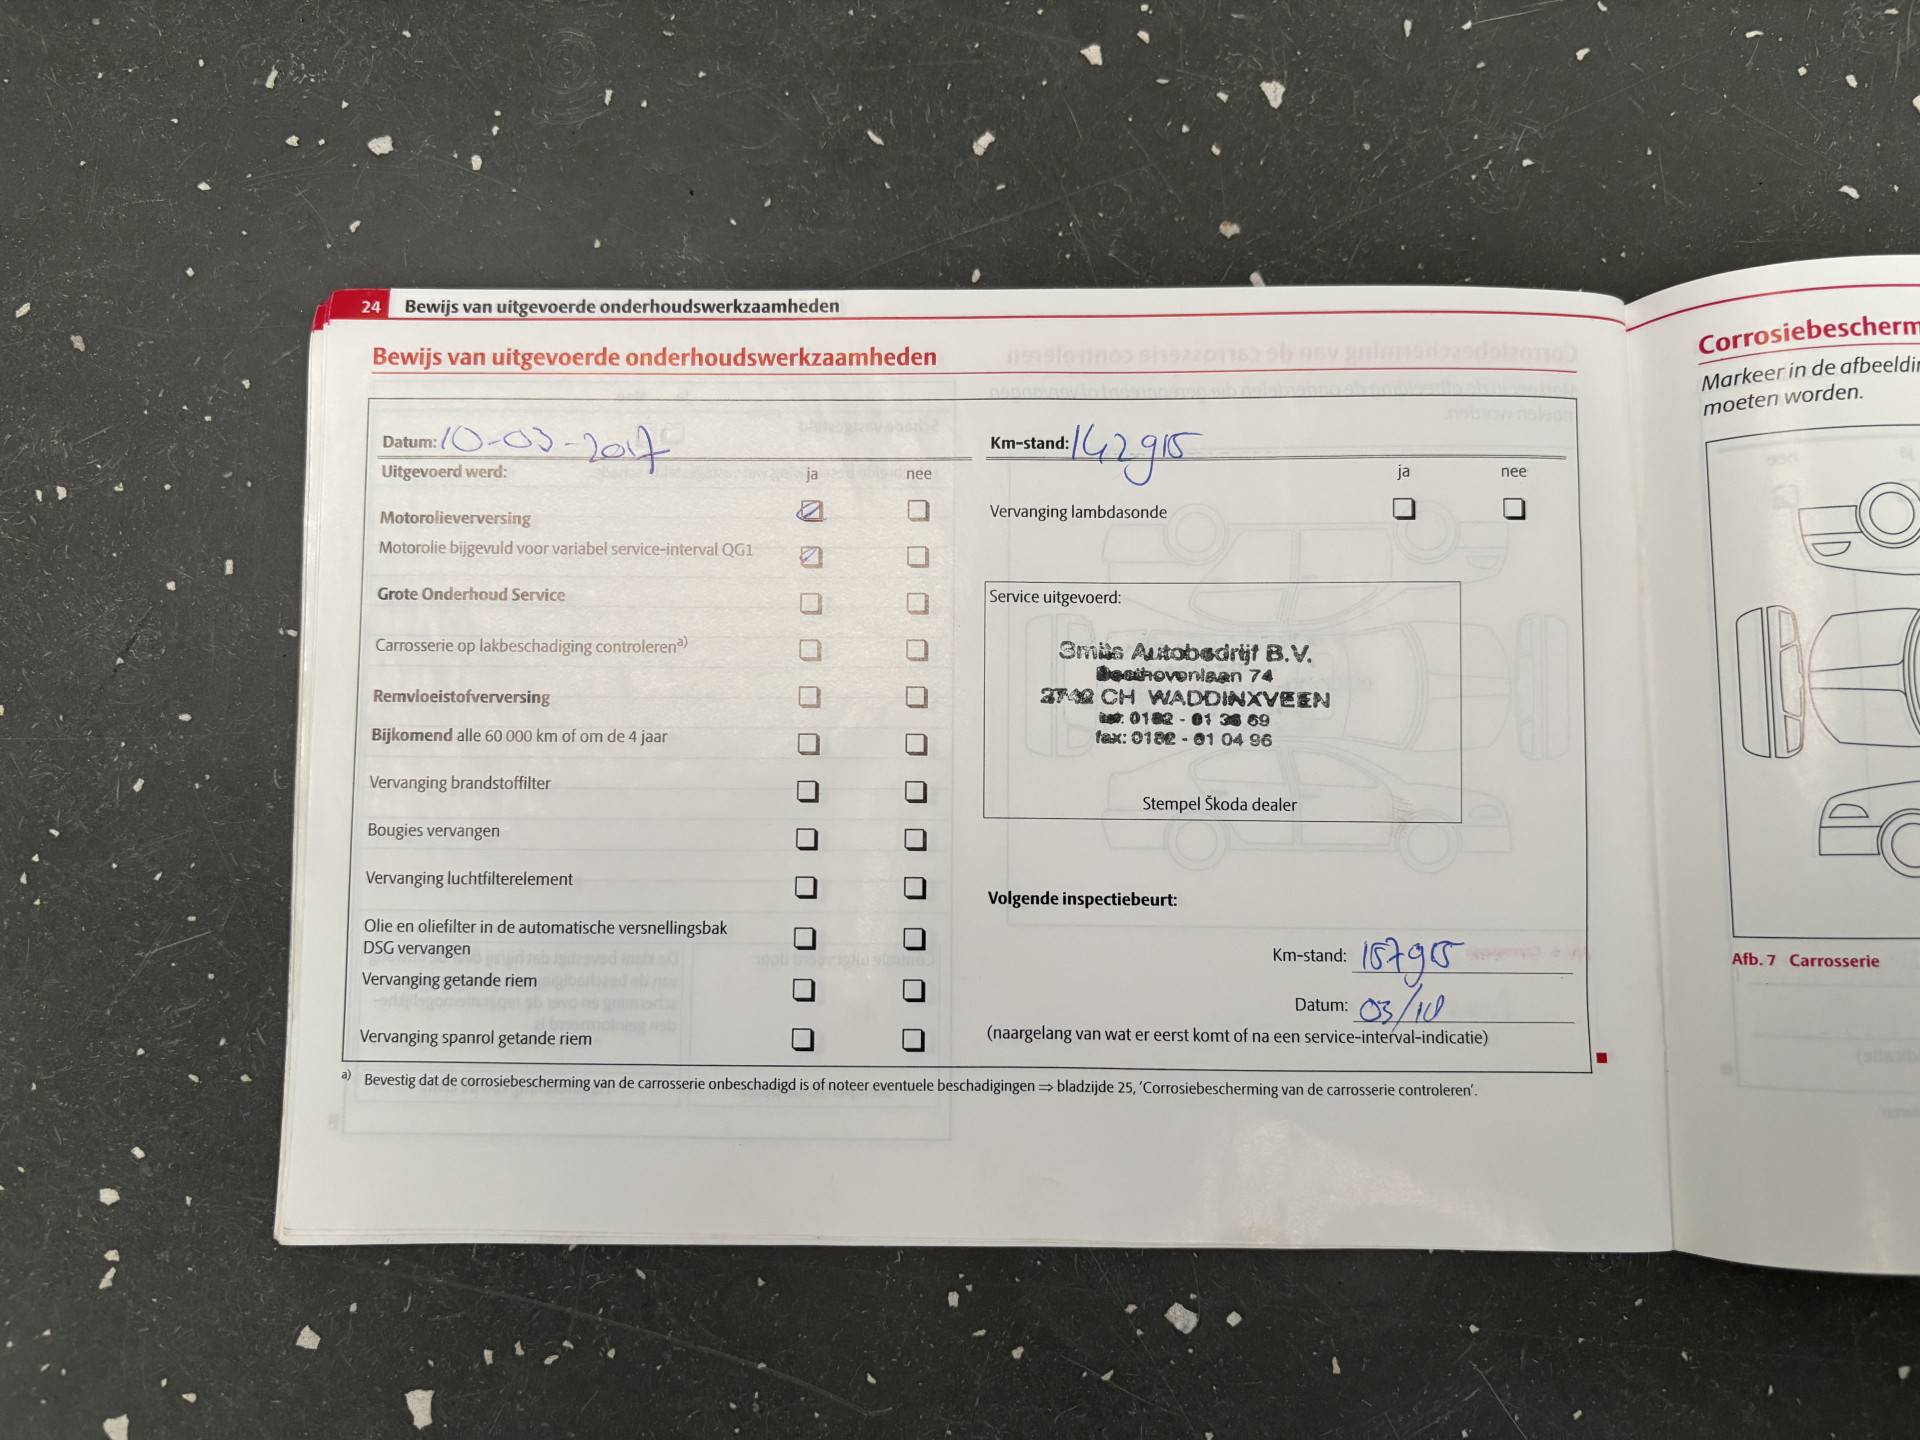 24 Bewijs van uitgevoerde onderhoudswerkzaamheden
Bewijs van uitgevoerde onderhoudswerkzaamheden
Datum: 10-03-2017
Uitgevoerd werd: ja nee
Motorolieverversing
Motorolie bijgevuld voor variabel service-interval QG1
Grote Onderhoud Service
Carrosserie op lakbeschadiging controleren a)
Remvloeistofverversing
Bijkomend alle 60 000 km of om de 4 jaar
Vervanging brandstoffilter
Bougies vervangen
Vervanging luchtfilterelement
Olie en oliefilter in de automatische versnellingsbak
DSG vervangen
Vervanging getande riem
Vervanging spanrol getande riem
Km-stand: 142915
ja nee
Vervanging lambdasonde
Service uitgevoerd:
Smits Autobedrijf B.V.
Beethovenlaan 74
2742 CH WADDINXVEEN
tel: 0182 - 61 36 69
fax: 0182 - 61 04 96
Stempel Škoda dealer
Volgende inspectiebeurt:
Km-stand: 157915
Datum: 03/18
(naargelang van wat er eerst komt of na een service-interval-indicatie)
a) Bevestig dat de corrosiebescherming van de carrosserie onbeschadigd is of noteer eventuele beschadigingen ⇒ bladzijde 25, 'Corrosiebescherming van de carrosserie controleren'.
Corrosiebescherm
Markeer in de afbeeldin
moeten worden.
Afb. 7 Carrosserie